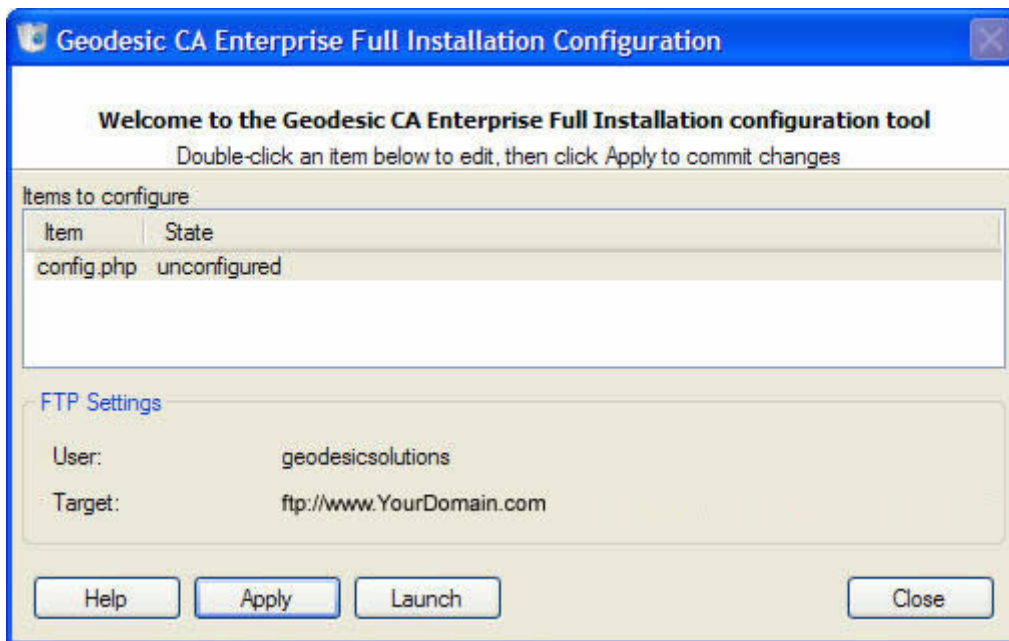 Geodesic CA Enterprise Full Installation Configuration
Welcome to the Geodesic CA Enterprise Full Installation configuration tool
Double-click an item below to edit, then click Apply to commit changes
Items to configure
Item State
config.php unconfigured
FTP Settings
User: geodesicsolutions
Target: ftp://www.YourDomain.com
Help Apply Launch Close